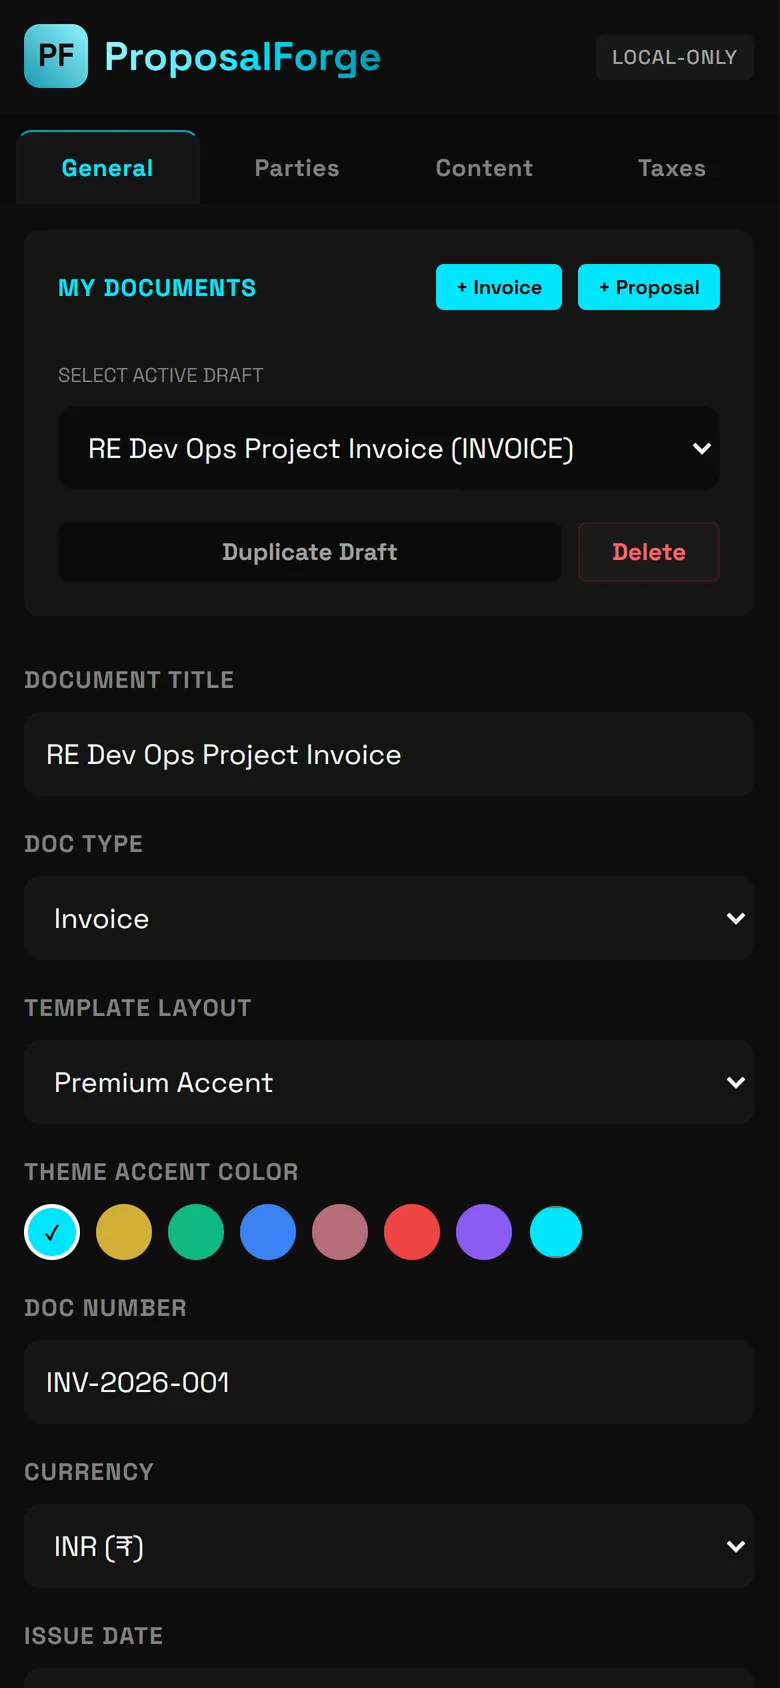 PF ProposalForge LOCAL-ONLY
General Parties Content Taxes
MY DOCUMENTS + Invoice + Proposal
SELECT ACTIVE DRAFT
RE Dev Ops Project Invoice (INVOICE)
Duplicate Draft Delete
DOCUMENT TITLE
RE Dev Ops Project Invoice
DOC TYPE
Invoice
TEMPLATE LAYOUT
Premium Accent
THEME ACCENT COLOR
✓
DOC NUMBER
INV-2026-001
CURRENCY
INR (₹)
ISSUE DATE